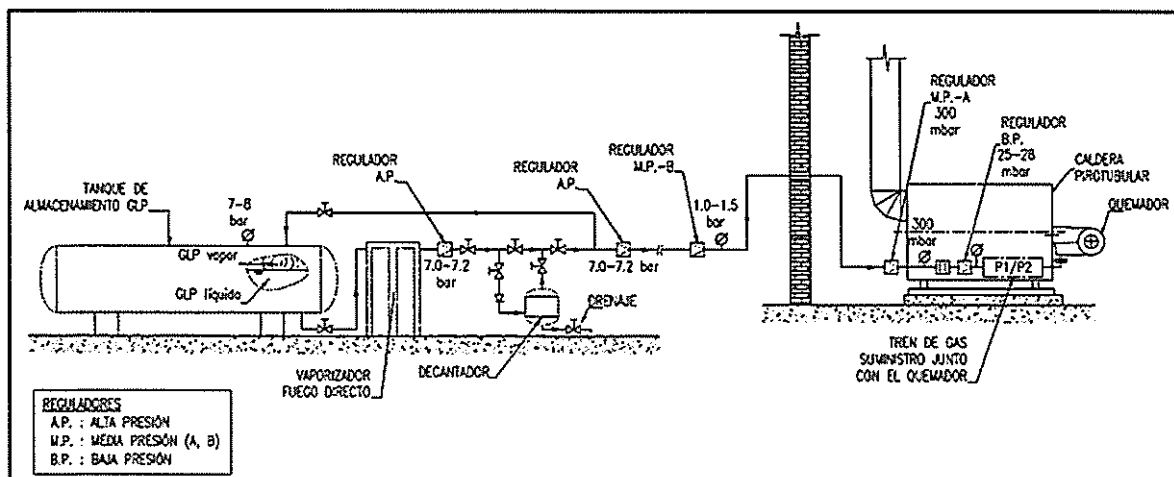 TANQUE DE
ALMACENAMIENTO GLP
7-8
bar
GLP vapor
GLP líquido
REGULADOR
A.P.
7.0-7.2
bar
VAPORIZADOR
FUEGO DIRECTO
DECANTADOR
DRENAJE
REGULADOR
A.P.
7.0-7.2 bar
REGULADOR
M.P.-B
1.0-1.5
bar
REGULADOR
M.P.-A
300
mbar
REGULADOR
B.P.
25-28
mbar
CALDERA
PIROTUBULAR
QUEMADOR
300
mbar
P1/P2
TREN DE GAS
SUMINISTRO JUNTO
CON EL QUEMADOR
REGULADORES
A.P. : ALTA PRESIÓN
M.P. : MEDIA PRESIÓN (A, B)
B.P. : BAJA PRESIÓN